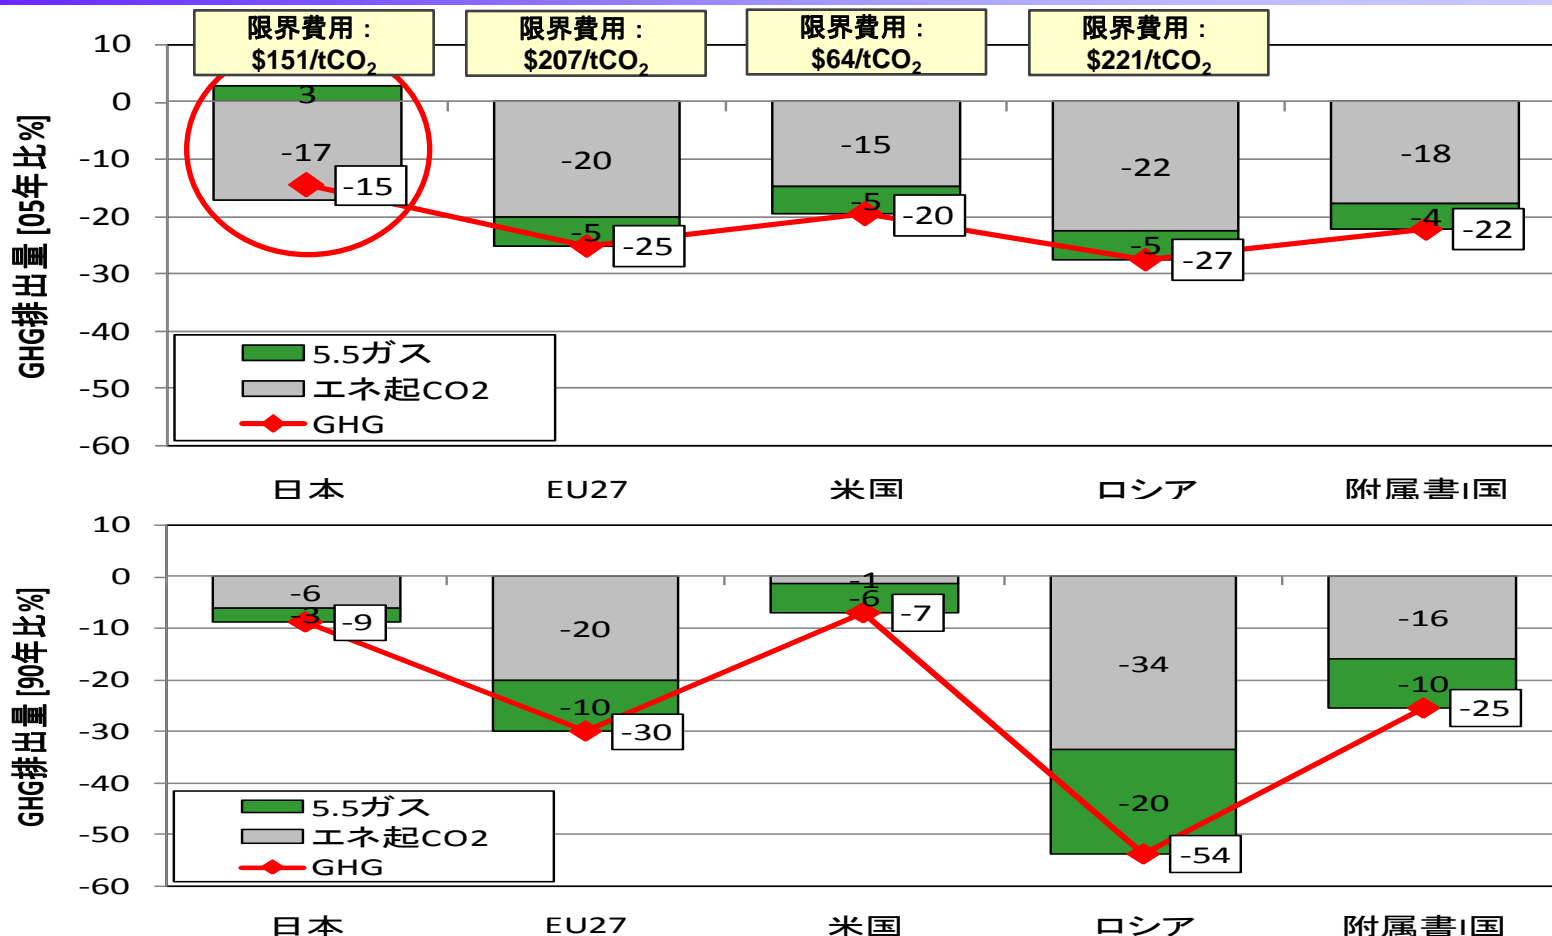 限界費用：
$151/tCO2
限界費用：
$207/tCO2
限界費用：
$64/tCO2
限界費用：
$221/tCO2
GHG排出量 [05年比%]
10
0
-10
-20
-30
-40
-50
-60
3
-17
-15
-20
-5
-25
-15
-5
-20
-22
-5
-27
-18
-4
-22
5.5ガス
エネ起CO2
GHG
日本
EU27
米国
ロシア
附属書I国
GHG排出量 [90年比%]
10
0
-10
-20
-30
-40
-50
-60
-6
-3
-9
-20
-10
-30
-1
-6
-7
-34
-20
-54
-16
-10
-25
5.5ガス
エネ起CO2
GHG
日本
EU27
米国
ロシア
附属書I国